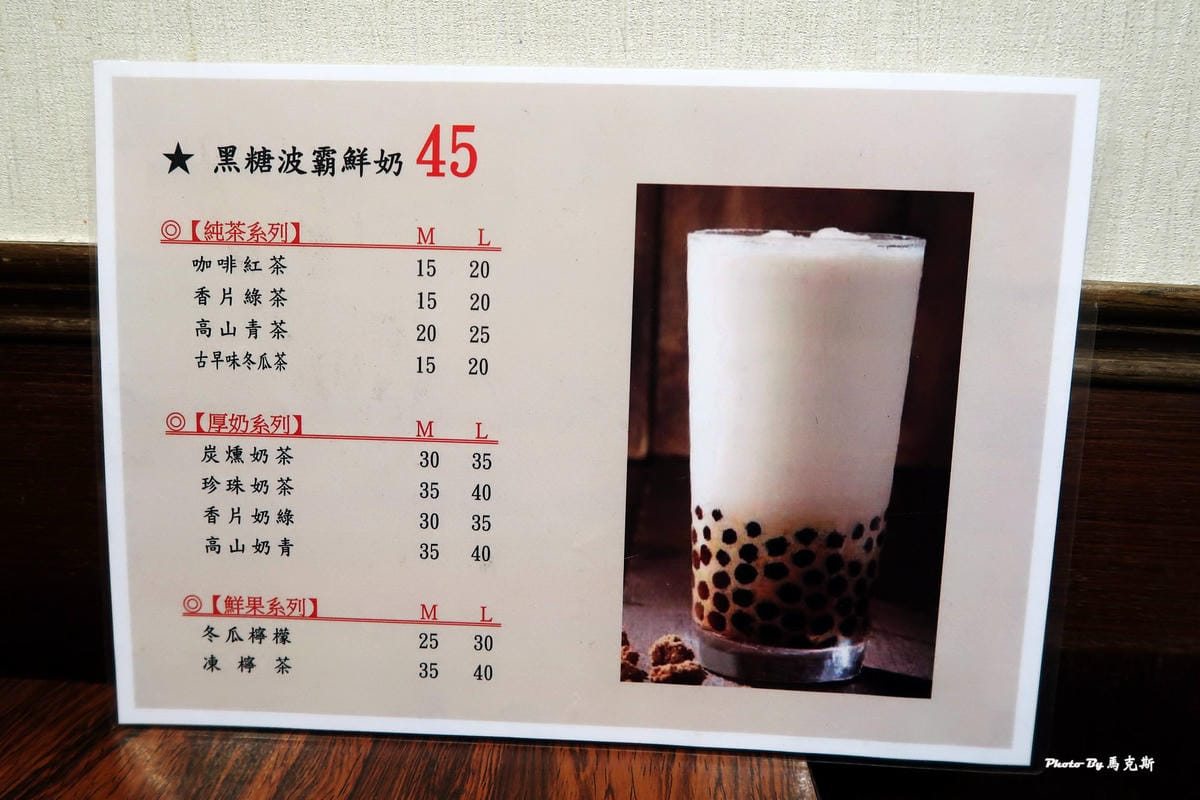 ★ 黑糖波霸鮮奶 45
◎【純茶系列】 M L
咖啡紅茶 15 20
香片綠茶 15 20
高山青茶 20 25
古早味冬瓜茶 15 20
◎【厚奶系列】 M L
炭燻奶茶 30 35
珍珠奶茶 35 40
香片奶綠 30 35
高山奶青 35 40
◎【鮮果系列】 M L
冬瓜檸檬 25 30
凍檸茶 35 40
Photo By 馬克斯